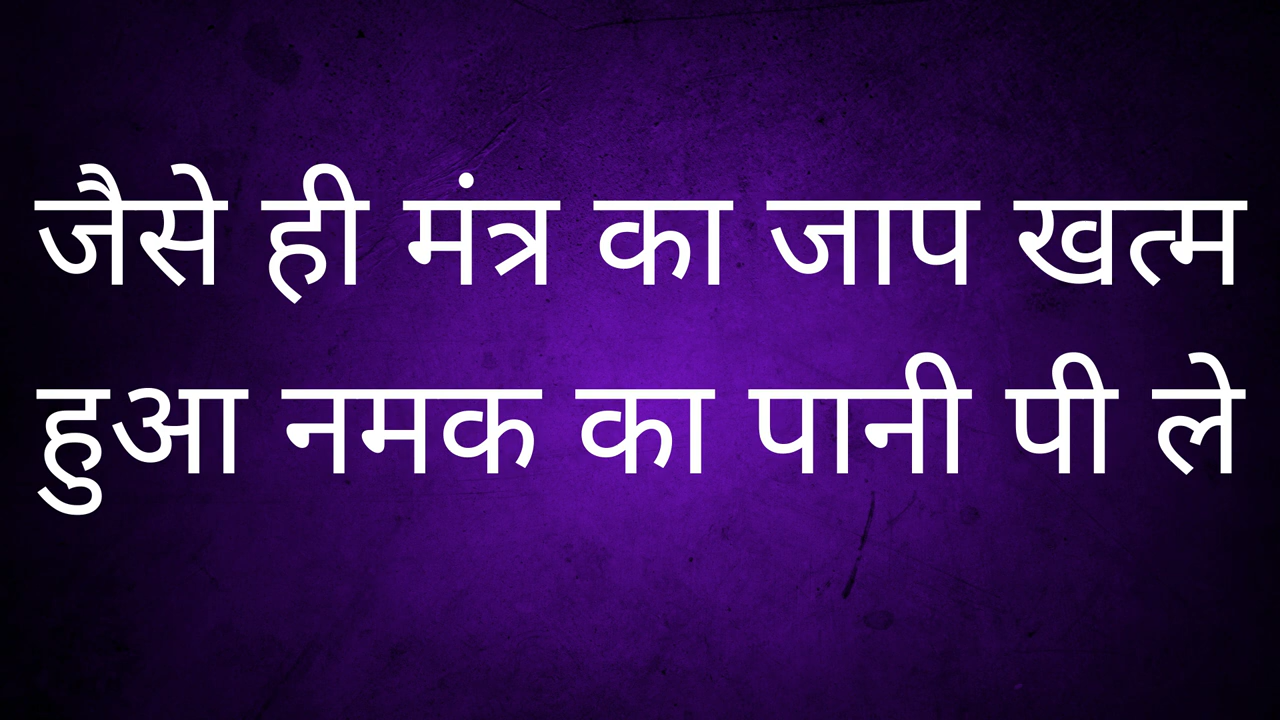 जैसे ही मंत्र का जाप खत्म
हुआ नमक का पानी पी ले